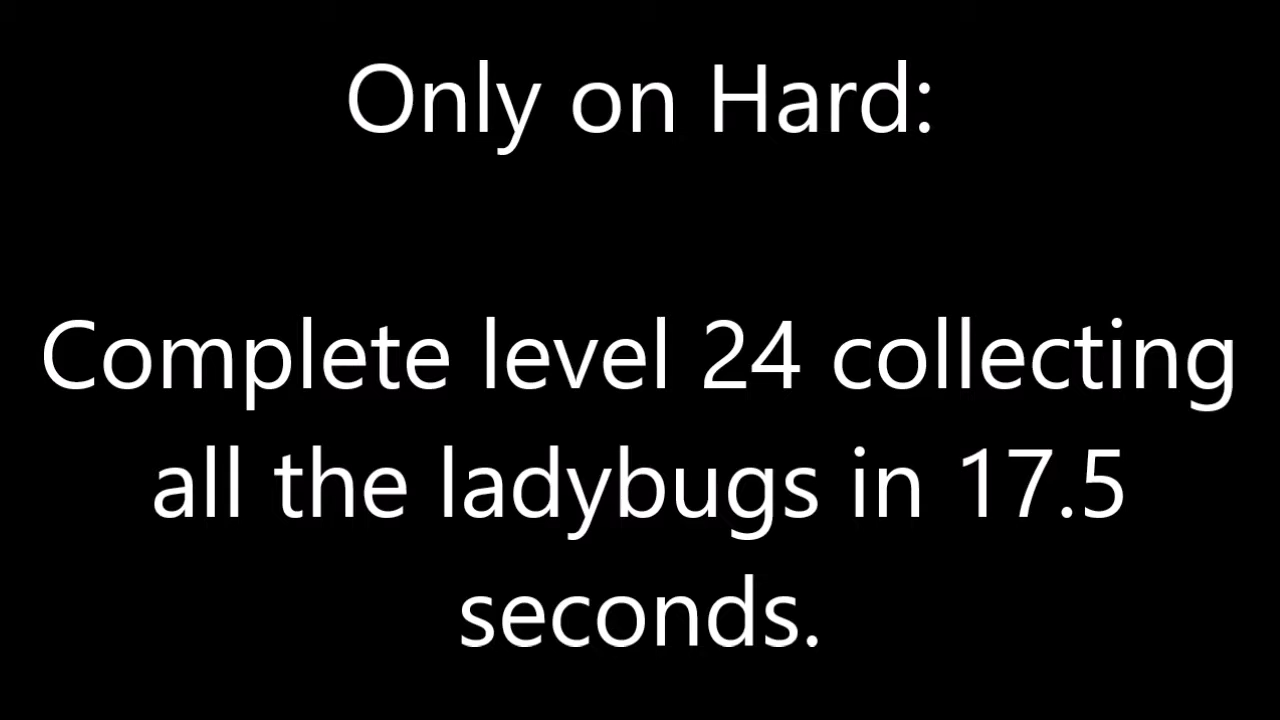 Only on Hard:
Complete level 24 collecting
all the ladybugs in 17.5
seconds.